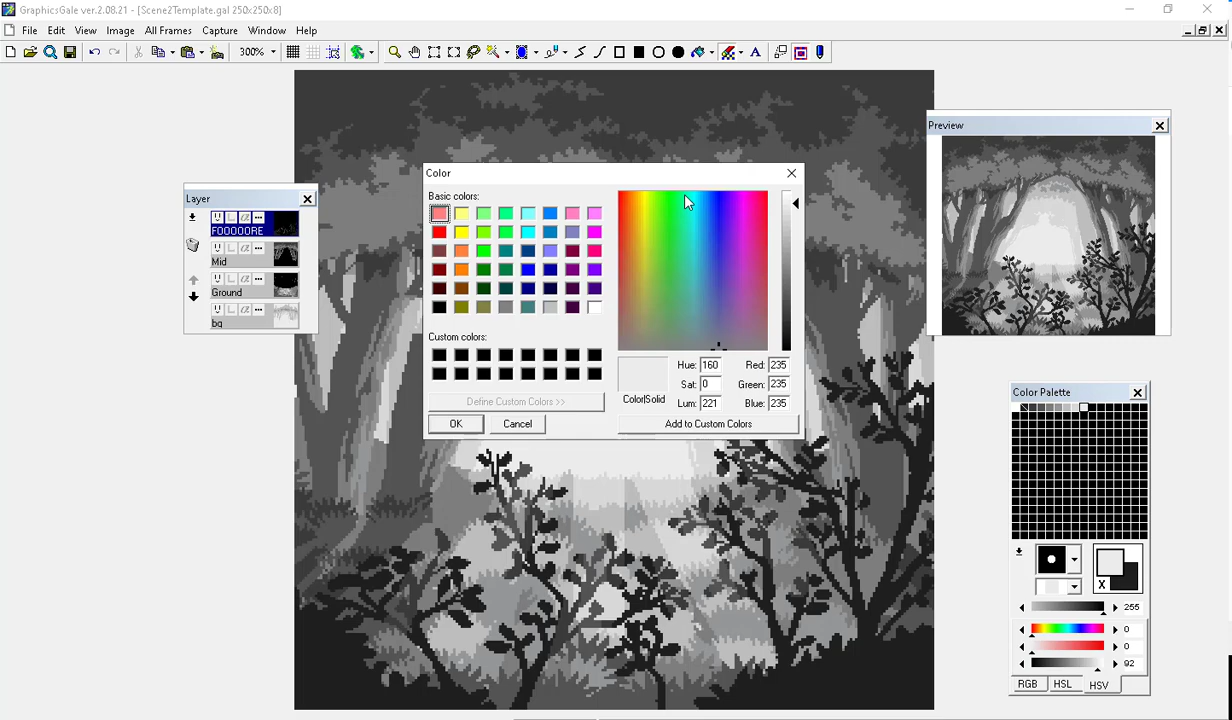 GraphicsGale ver.2.08.21 - [Scene2Template.gal 250x250x8]
File Edit View Image All Frames Capture Window Help
300%
Layer
F00000RE
Mid
Ground
bg
Color
Basic colors:
Custom colors:
Define Custom Colors >>
OK Cancel
Color|Solid
Hue: 160 Red: 235
Sat: 0 Green: 235
Lum: 221 Blue: 235
Add to Custom Colors
Preview
Color Palette
X
255
0
0
92
RGB HSL HSV